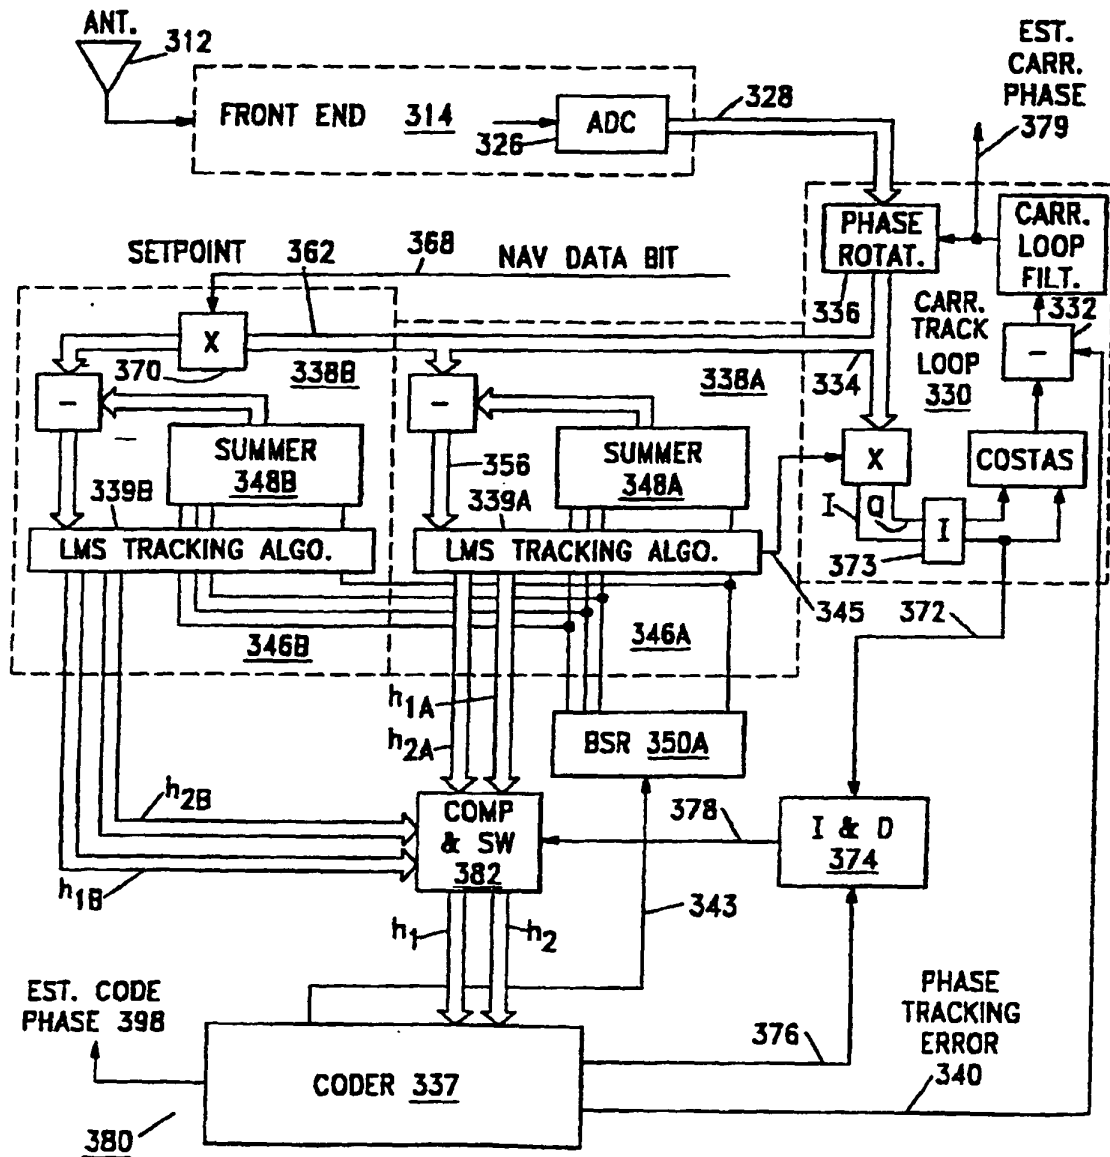 ANT.
312
FRONT END 314
326
ADC
328
EST.
CARR.
PHASE
379
PHASE
ROTAT.
336
CARR.
LOOP
FILT.
332
CARR.
TRACK
LOOP
330
334
SETPOINT
362
368
NAV DATA BIT
X
370
338B
338A
-
-
-
SUMMER
348B
SUMMER
348A
356
339B
339A
LMS TRACKING ALGO.
LMS TRACKING ALGO.
X
COSTAS
I
Q
I
373
345
372
346B
346A
h1A
h2A
BSR 350A
h2B
h1B
COMP
& SW
382
378
I & D
374
343
h1
h2
EST. CODE
PHASE 398
CODER 337
376
PHASE
TRACKING
ERROR
340
380